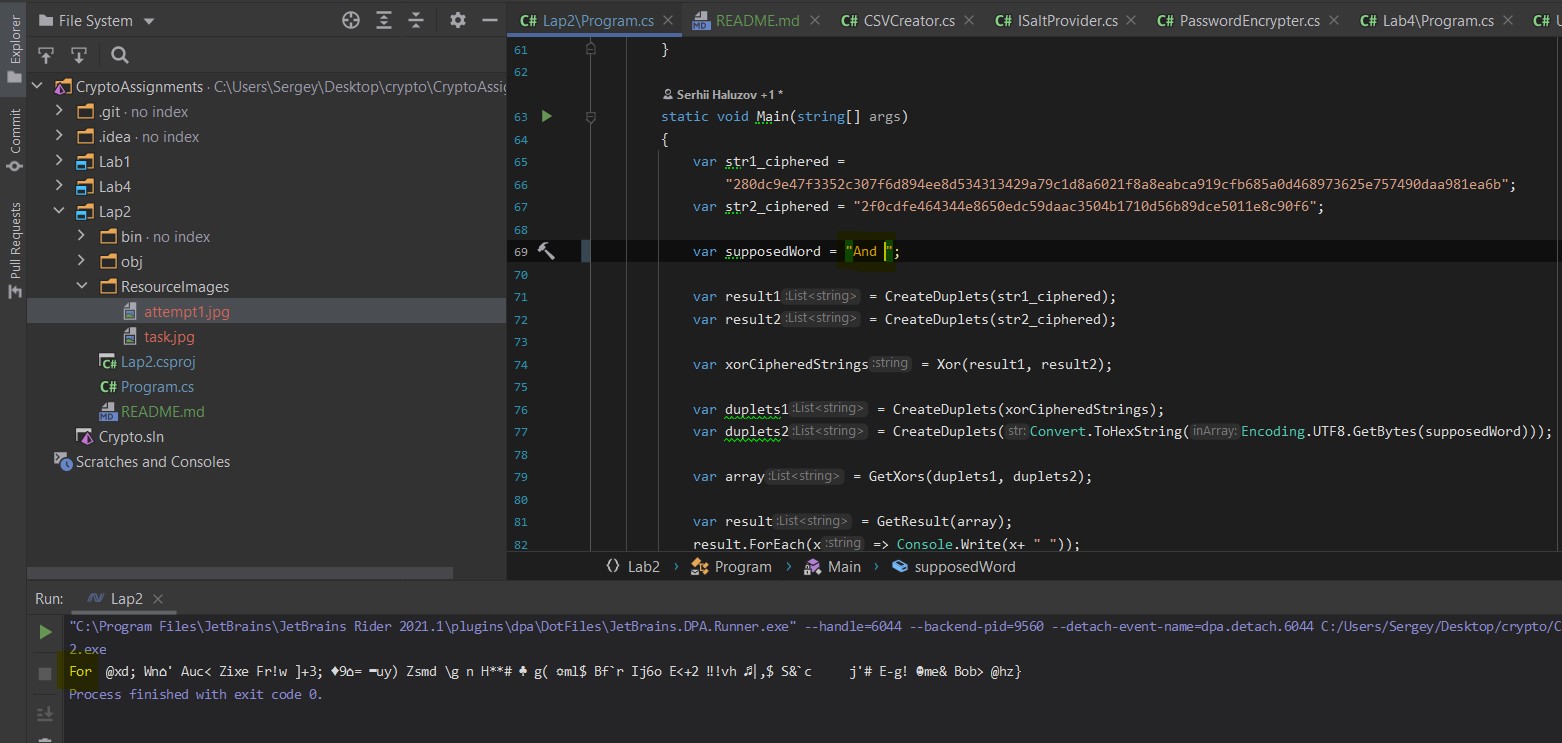 File System
Lap2\Program.cs
README.md
CSVCreator.cs
ISaltProvider.cs
PasswordEncrypter.cs
Lab4\Program.cs
Explorer
Commit
Pull Requests
CryptoAssignments · C:\Users\Sergey\Desktop\crypto\CryptoAssi
.git · no index
.idea · no index
Lab1
Lab4
Lap2
bin · no index
obj
ResourceImages
attempt1.jpg
task.jpg
Lap2.csproj
Program.cs
README.md
Crypto.sln
Scratches and Consoles
61 }
62
Serhii Haluzov +1 *
63 static void Main(string[] args)
64 {
65 var str1_ciphered =
66 "280dc9e47f3352c307f6d894ee8d534313429a79c1d8a6021f8a8eabca919cfb685a0d468973625e757490daa981ea6b";
67 var str2_ciphered = "2f0cdfe464344e8650edc59daac3504b1710d56b89dce5011e8c90f6";
68
69 var supposedWord = "And ";
70
71 var result1 :List<string> = CreateDuplets(str1_ciphered);
72 var result2 :List<string> = CreateDuplets(str2_ciphered);
73
74 var xorCipheredStrings :string = Xor(result1, result2);
75
76 var duplets1 :List<string> = CreateDuplets(xorCipheredStrings);
77 var duplets2 :List<string> = CreateDuplets( str: Convert.ToHexString( inArray: Encoding.UTF8.GetBytes(supposedWord)));
78
79 var array :List<string> = GetXors(duplets1, duplets2);
80
81 var result :List<string> = GetResult(array);
82 result.ForEach(x :string => Console.Write(x+ " "));
Lab2 › Program › Main › supposedWord
Run: Lap2
"C:\Program Files\JetBrains\JetBrains Rider 2021.1\plugins\dpa\DotFiles\JetBrains.DPA.Runner.exe" --handle=6044 --backend-pid=9560 --detach-event-name=dpa.detach.6044 C:/Users/Sergey/Desktop/crypto/C
2.exe
For @xd; Wn⌂' Auc< Zixe Fr!w ]+3; ♦9⌂= ▬uy) Zsmd \g n H**# ♣ g( ☼ml$ Bf`r Ij6o E<+2 ‼!vh ♫|,$ S&`c j'# E-g! ☻me& Bob> @hz}
Process finished with exit code 0.